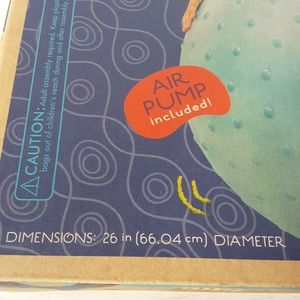 CAUTION: Adult assembly required. Keep plastic
bags out of children's reach during and after assembly.
AIR
PUMP
included!
DIMENSIONS: 26 in (66.04 cm) DIAMETER